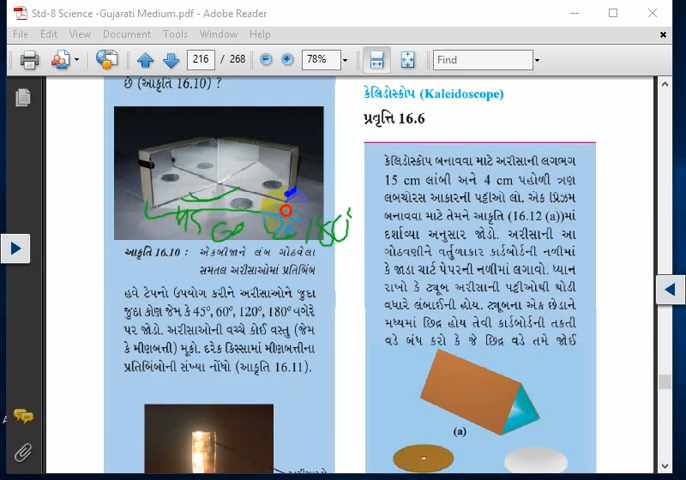 Std-8 Science -Gujarati Medium.pdf - Adobe Reader
File Edit View Document Tools Window Help
216 / 268 78% Find
છે (આકૃતિ 16.10) ?
45 60 120 180°
આકૃતિ 16.10 : એકબીજાને લંબ ગોઠવેલા
સમતલ અરીસાઓમાં પ્રતિબિંબ
હવે ટેપનો ઉપયોગ કરીને અરીસાઓને જુદા
જુદા કોણ જેમ કે 45°, 60°, 120°, 180° વગેરે
પર જોડો. અરીસાઓની વચ્ચે કોઈ વસ્તુ (જેમ
કે મીણબત્તી) મૂકો. દરેક કિસ્સામાં મીણબત્તીના
પ્રતિબિંબોની સંખ્યા નોંધો (આકૃતિ 16.11).
કેલિડોસ્કોપ (Kaleidoscope)
પ્રવૃત્તિ 16.6
કેલિડોસ્કોપ બનાવવા માટે અરીસાની લગભગ
15 cm લાંબી અને 4 cm પહોળી ત્રણ
લંબચોરસ આકારની પટ્ટીઓ લો. એક પ્રિઝમ
બનાવવા માટે તેમને આકૃતિ (16.12 (a))માં
દર્શાવ્યા અનુસાર જોડો. અરીસાની આ
ગોઠવણીને વર્તુળાકાર કાર્ડબોર્ડની નળીમાં
કે જાડા ચાર્ટ પેપરની નળીમાં લગાવો. ધ્યાન
રાખો કે ટ્યૂબ અરીસાની પટ્ટીઓથી થોડી
વધારે લંબાઈની હોય. ટ્યૂબના એક છેડાને
મધ્યમાં છિદ્ર હોય તેવી કાર્ડબોર્ડની તકતી
વડે બંધ કરો કે જે છિદ્ર વડે તમે જોઈ
(a)